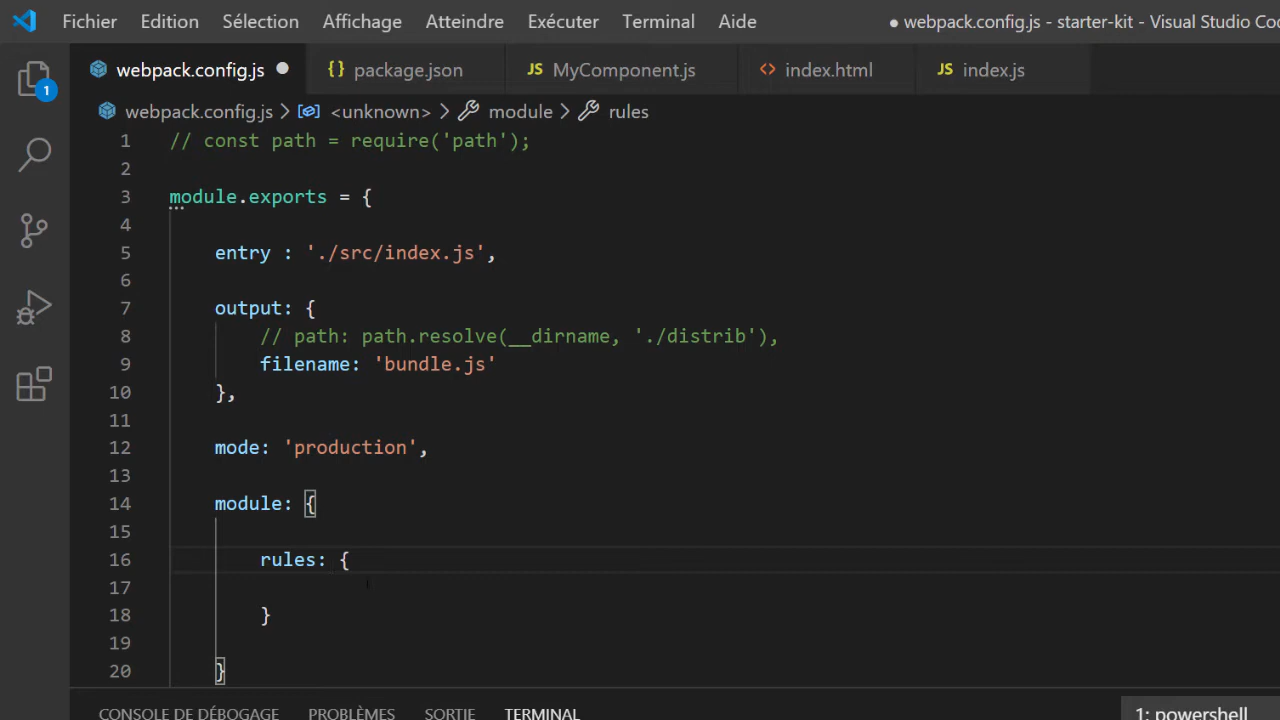 Fichier Edition Sélection Affichage Atteindre Exécuter Terminal Aide ● webpack.config.js - starter-kit - Visual Studio
webpack.config.js ● {} package.json JS MyComponent.js <> index.html JS index.js
1
webpack.config.js > <unknown> > module > rules
1 // const path = require('path');
2
3 module.exports = {
4
5 entry : './src/index.js',
6
7 output: {
8 // path: path.resolve(__dirname, './distrib'),
9 filename: 'bundle.js'
10 },
11
12 mode: 'production',
13
14 module: {
15
16 rules: {
17
18 }
19
20 }
CONSOLE DE DÉBOGAGE PROBLÈMES SORTIE TERMINAL 1: powershell